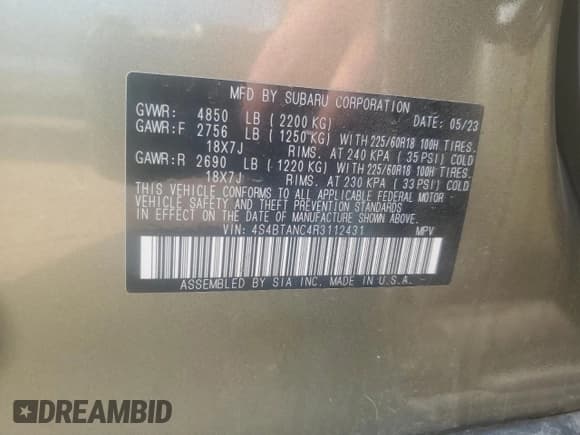 MFD BY SUBARU CORPORATION
GVWR: 4850 LB (2200 KG) DATE: 05/23
GAWR:F 2756 LB (1250 KG) WITH 225/60R18 100H TIRES.
18X7J RIMS. AT 240 KPA (35 PSI) COLD
GAWR:R 2690 LB (1220 KG) WITH 225/60R18 100H TIRES.
18X7J RIMS. AT 230 KPA (33 PSI) COLD
THIS VEHICLE CONFORMS TO ALL APPLICABLE FEDERAL MOTOR
VEHICLE SAFETY AND THEFT PREVENTION STANDARDS IN EFFECT
ON THE DATE OF MANUFACTURE SHOWN ABOVE.
VIN: 4S4BTANC4R3112431 MPV
ASSEMBLED BY SIA INC. MADE IN U.S.A.
DREAMBID